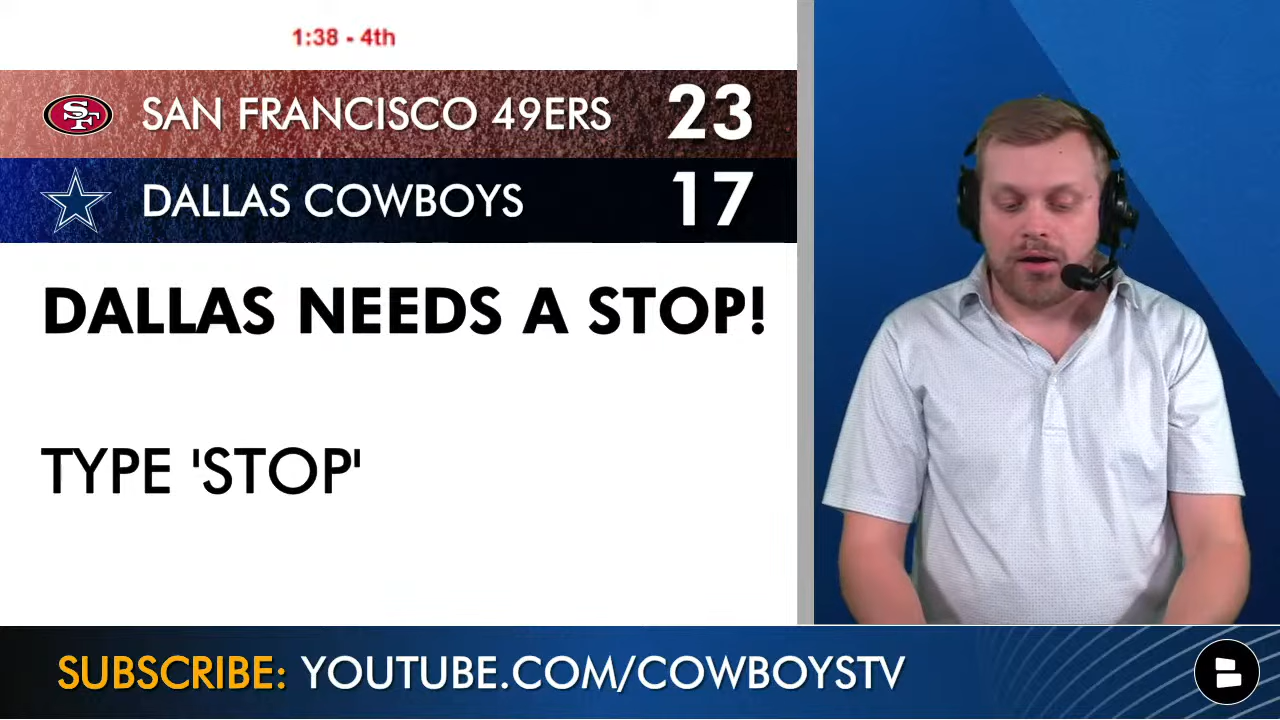 1:38 - 4th
SF SAN FRANCISCO 49ERS 23
DALLAS COWBOYS 17
DALLAS NEEDS A STOP!
TYPE 'STOP'
SUBSCRIBE: YOUTUBE.COM/COWBOYSTV